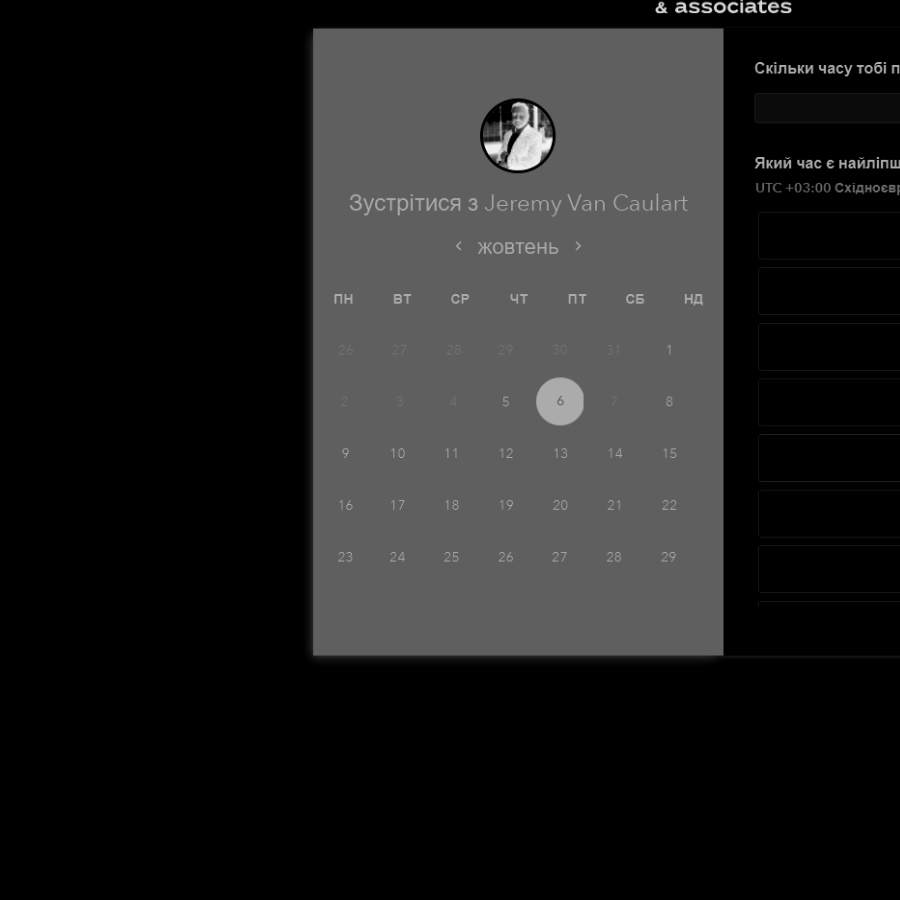 & associates
Зустрітися з Jeremy Van Caulart
жовтень
ПН ВТ СР ЧТ ПТ СБ НД
26 27 28 29 30 31 1
2 3 4 5 6 7 8
9 10 11 12 13 14 15
16 17 18 19 20 21 22
23 24 25 26 27 28 29
Скільки часу тобі п
Який час є найліпш
UTC +03:00 Східноєвр